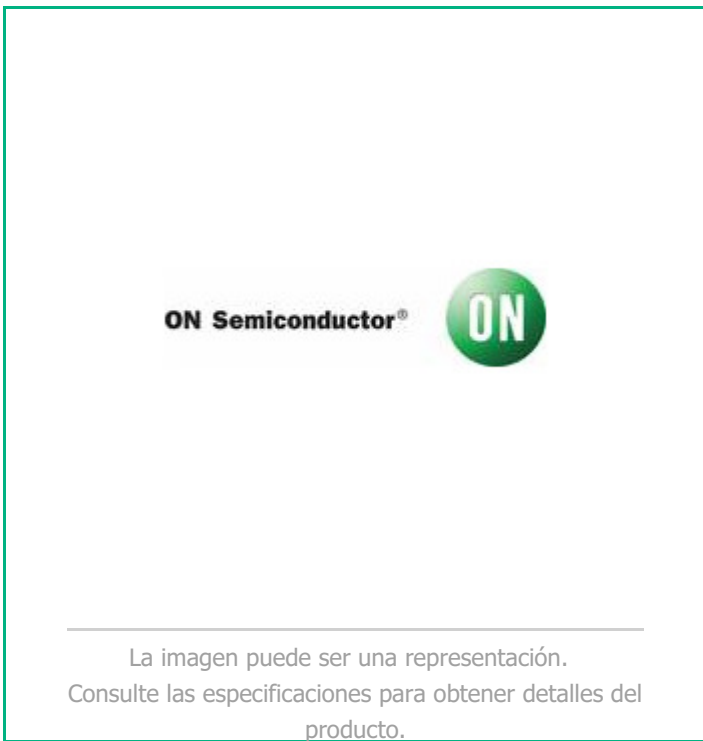 ON Semiconductor®
ON
La imagen puede ser una representación.
Consulte las especificaciones para obtener detalles del
producto.